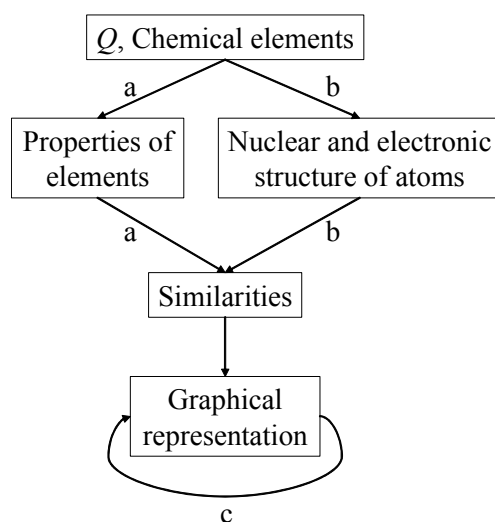 Q, Chemical elements
a
b
Properties of
elements
Nuclear and electronic
structure of atoms
a
b
Similarities
Graphical
representation
c